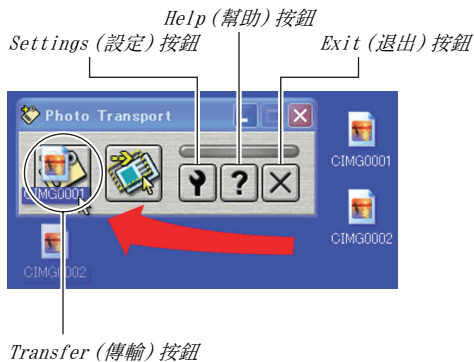 Help (幫助) 按鈕
Settings (設定) 按鈕
Exit (退出) 按鈕
Photo Transport
CIMG0001
CIMG0001
CIMG0002
CIMG0002
Transfer (傳輸) 按鈕